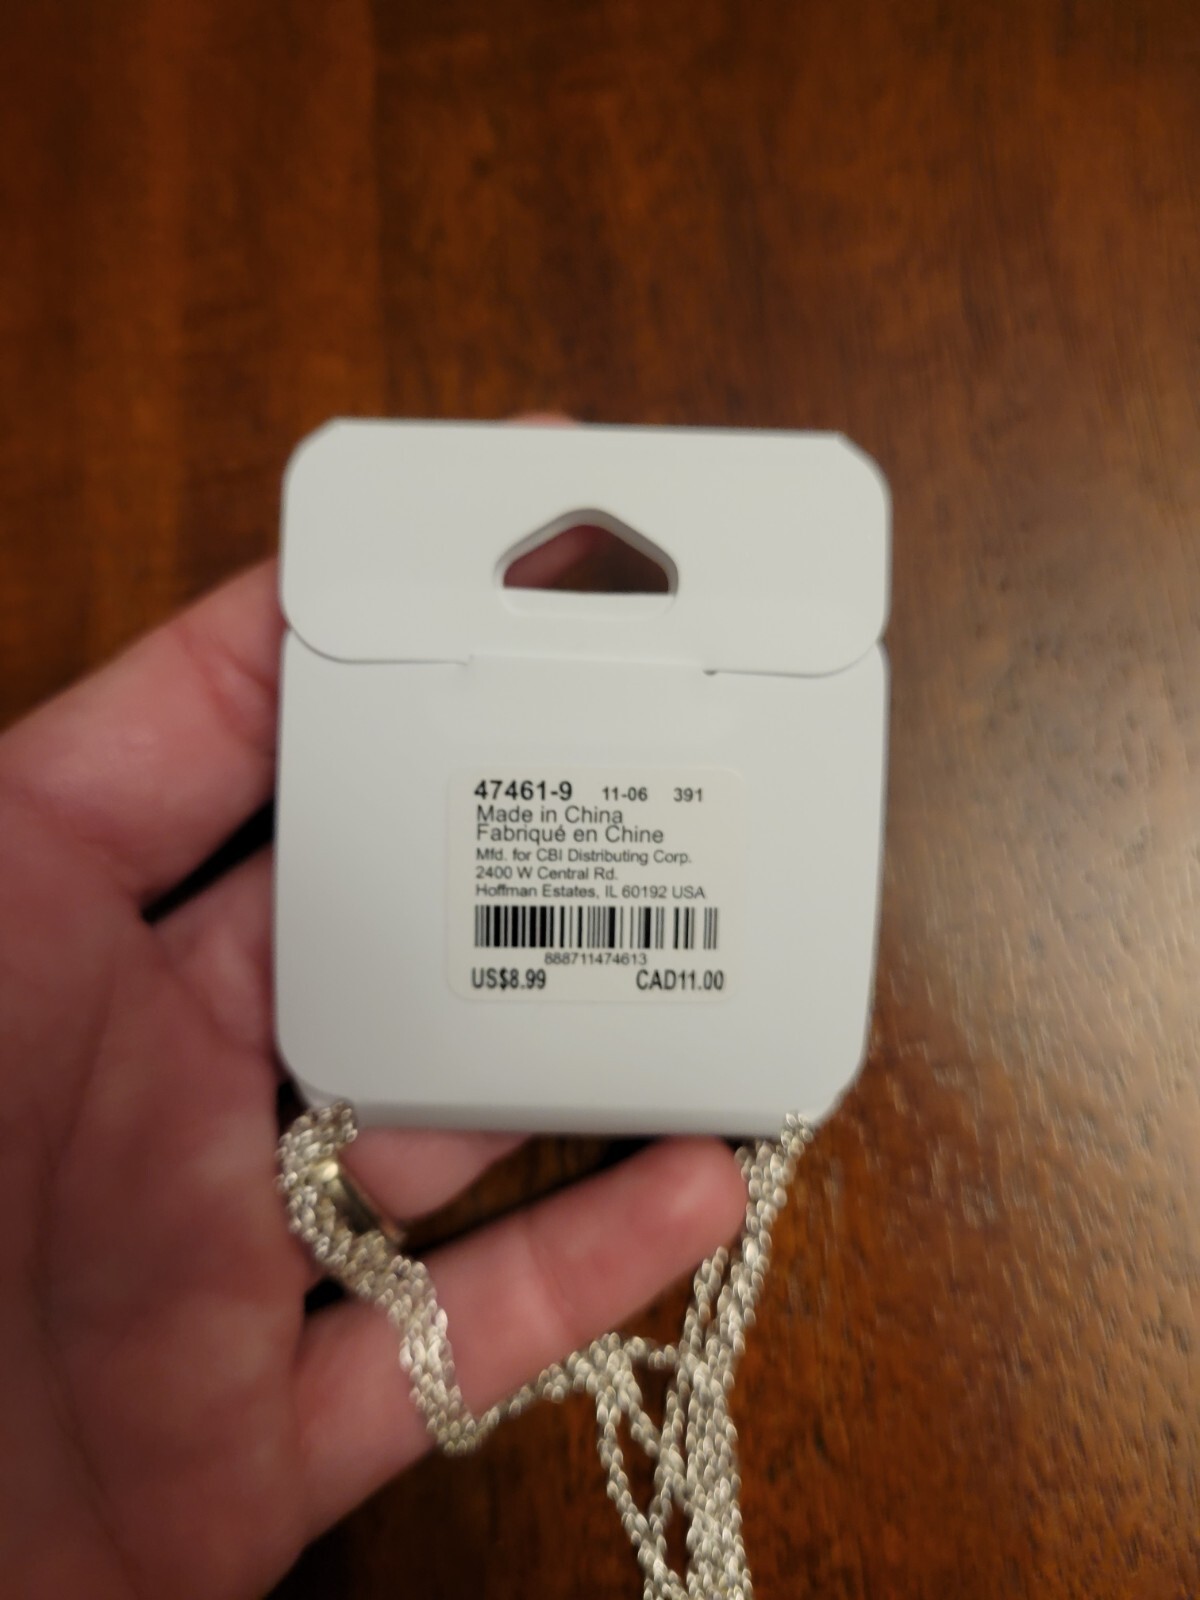 47461-9 11-06 391
Made in China
Fabriqué en Chine
Mfd. for CBI Distributing Corp.
2400 W Central Rd.
Hoffman Estates, IL 60192 USA
888711474613
US$8.99 CAD11.00